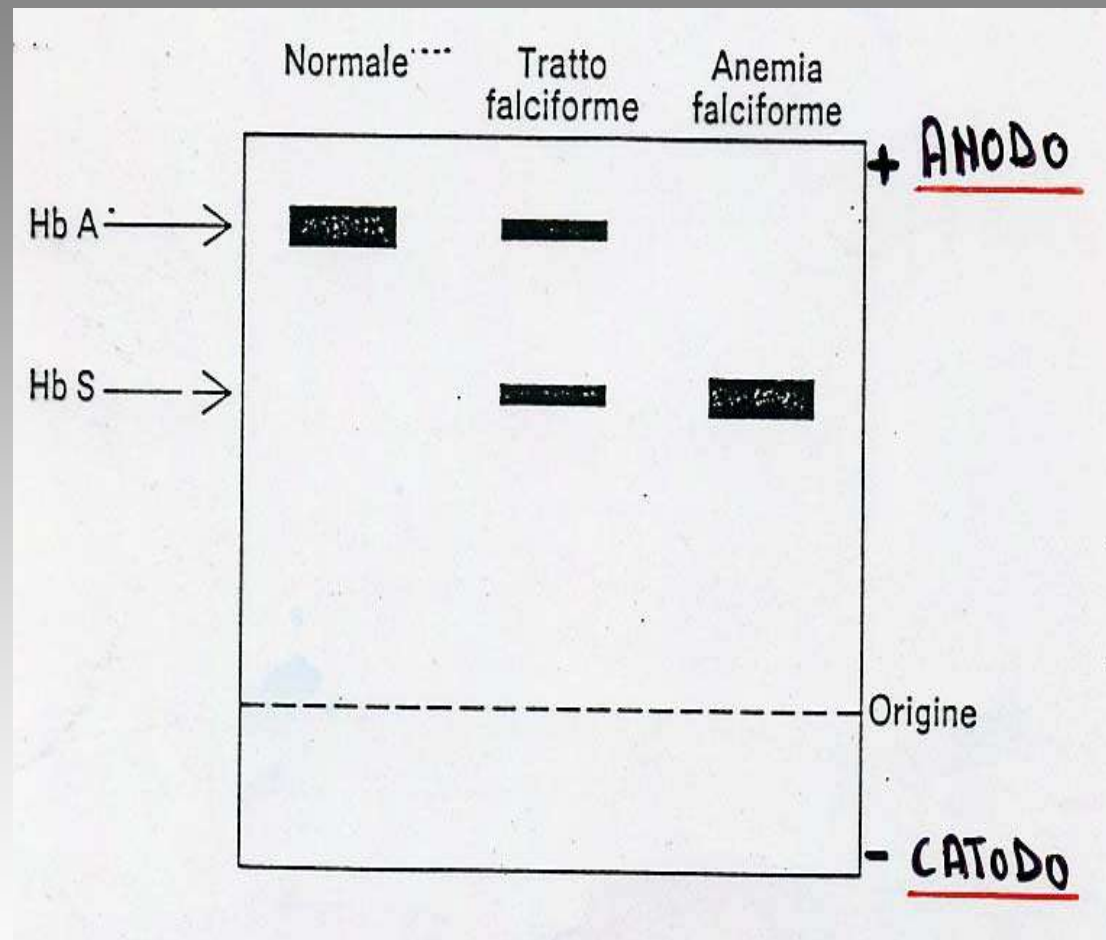 Normale
Tratto
falciforme
Anemia
falciforme
+ ANODO
Hb A
Hb S
Origine
- CATODO